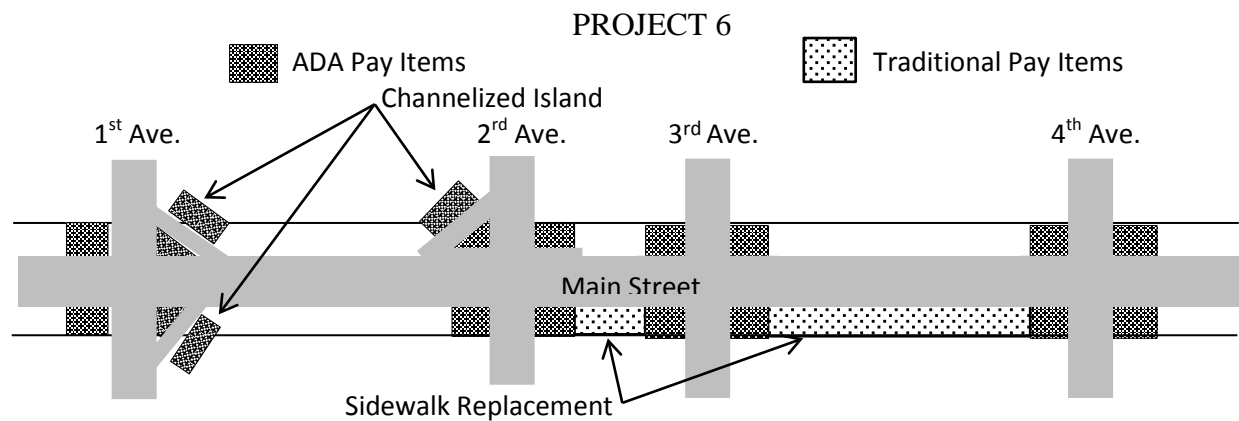 PROJECT 6
ADA Pay Items
Traditional Pay Items
Channelized Island
1st Ave.
2rd Ave.
3rd Ave.
4th Ave.
Main Street
Sidewalk Replacement